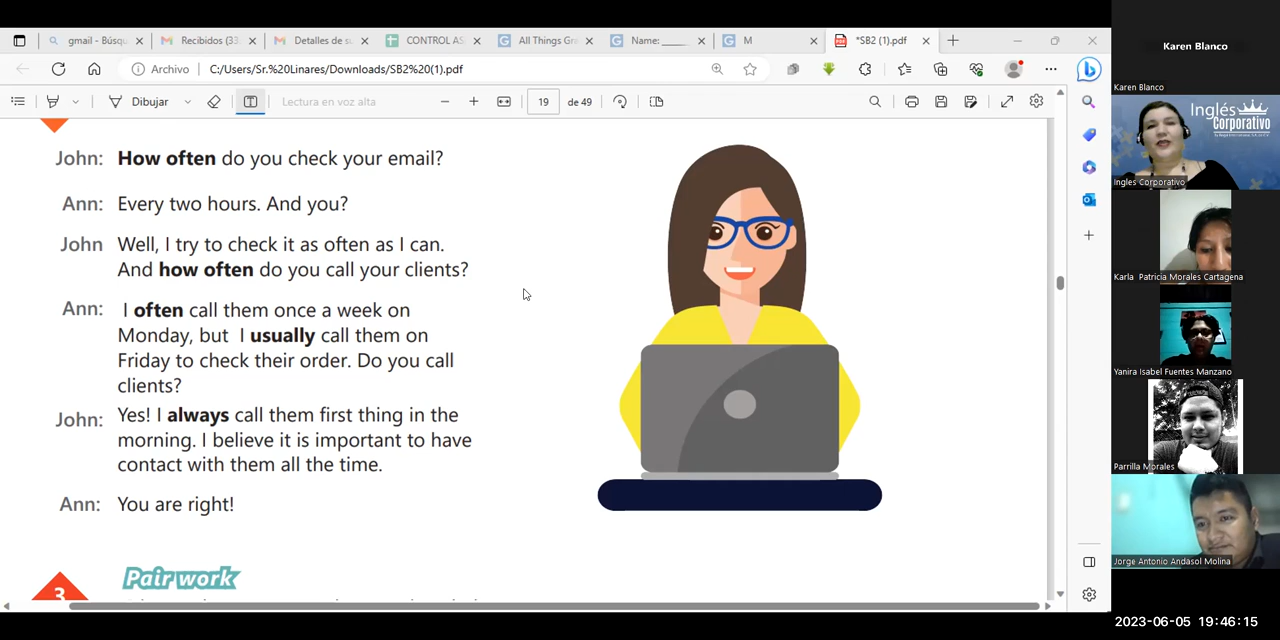 Karen Blanco
gmail - Búsqu
Recibidos (33
Detalles de su
CONTROL AS
All Things Gra
Name: _____
M
*SB2 (1).pdf
Archivo
C:/Users/Sr.%20Linares/Downloads/SB2%20(1).pdf
Dibujar
Lectura en voz alta
19
de 49
John: How often do you check your email?
Ann: Every two hours. And you?
John Well, I try to check it as often as I can.
And how often do you call your clients?
Ann: I often call them once a week on
Monday, but I usually call them on
Friday to check their order. Do you call
clients?
John: Yes! I always call them first thing in the
morning. I believe it is important to have
contact with them all the time.
Ann: You are right!
3
Pair work
Karen Blanco
Inglés
Corporativo
Ingles Corporativo
Karla Patricia Morales Cartagena
Yanira Isabel Fuentes Manzano
Parrilla Morales
Jorge Antonio Andasol Molina
2023-06-05 19:46:15